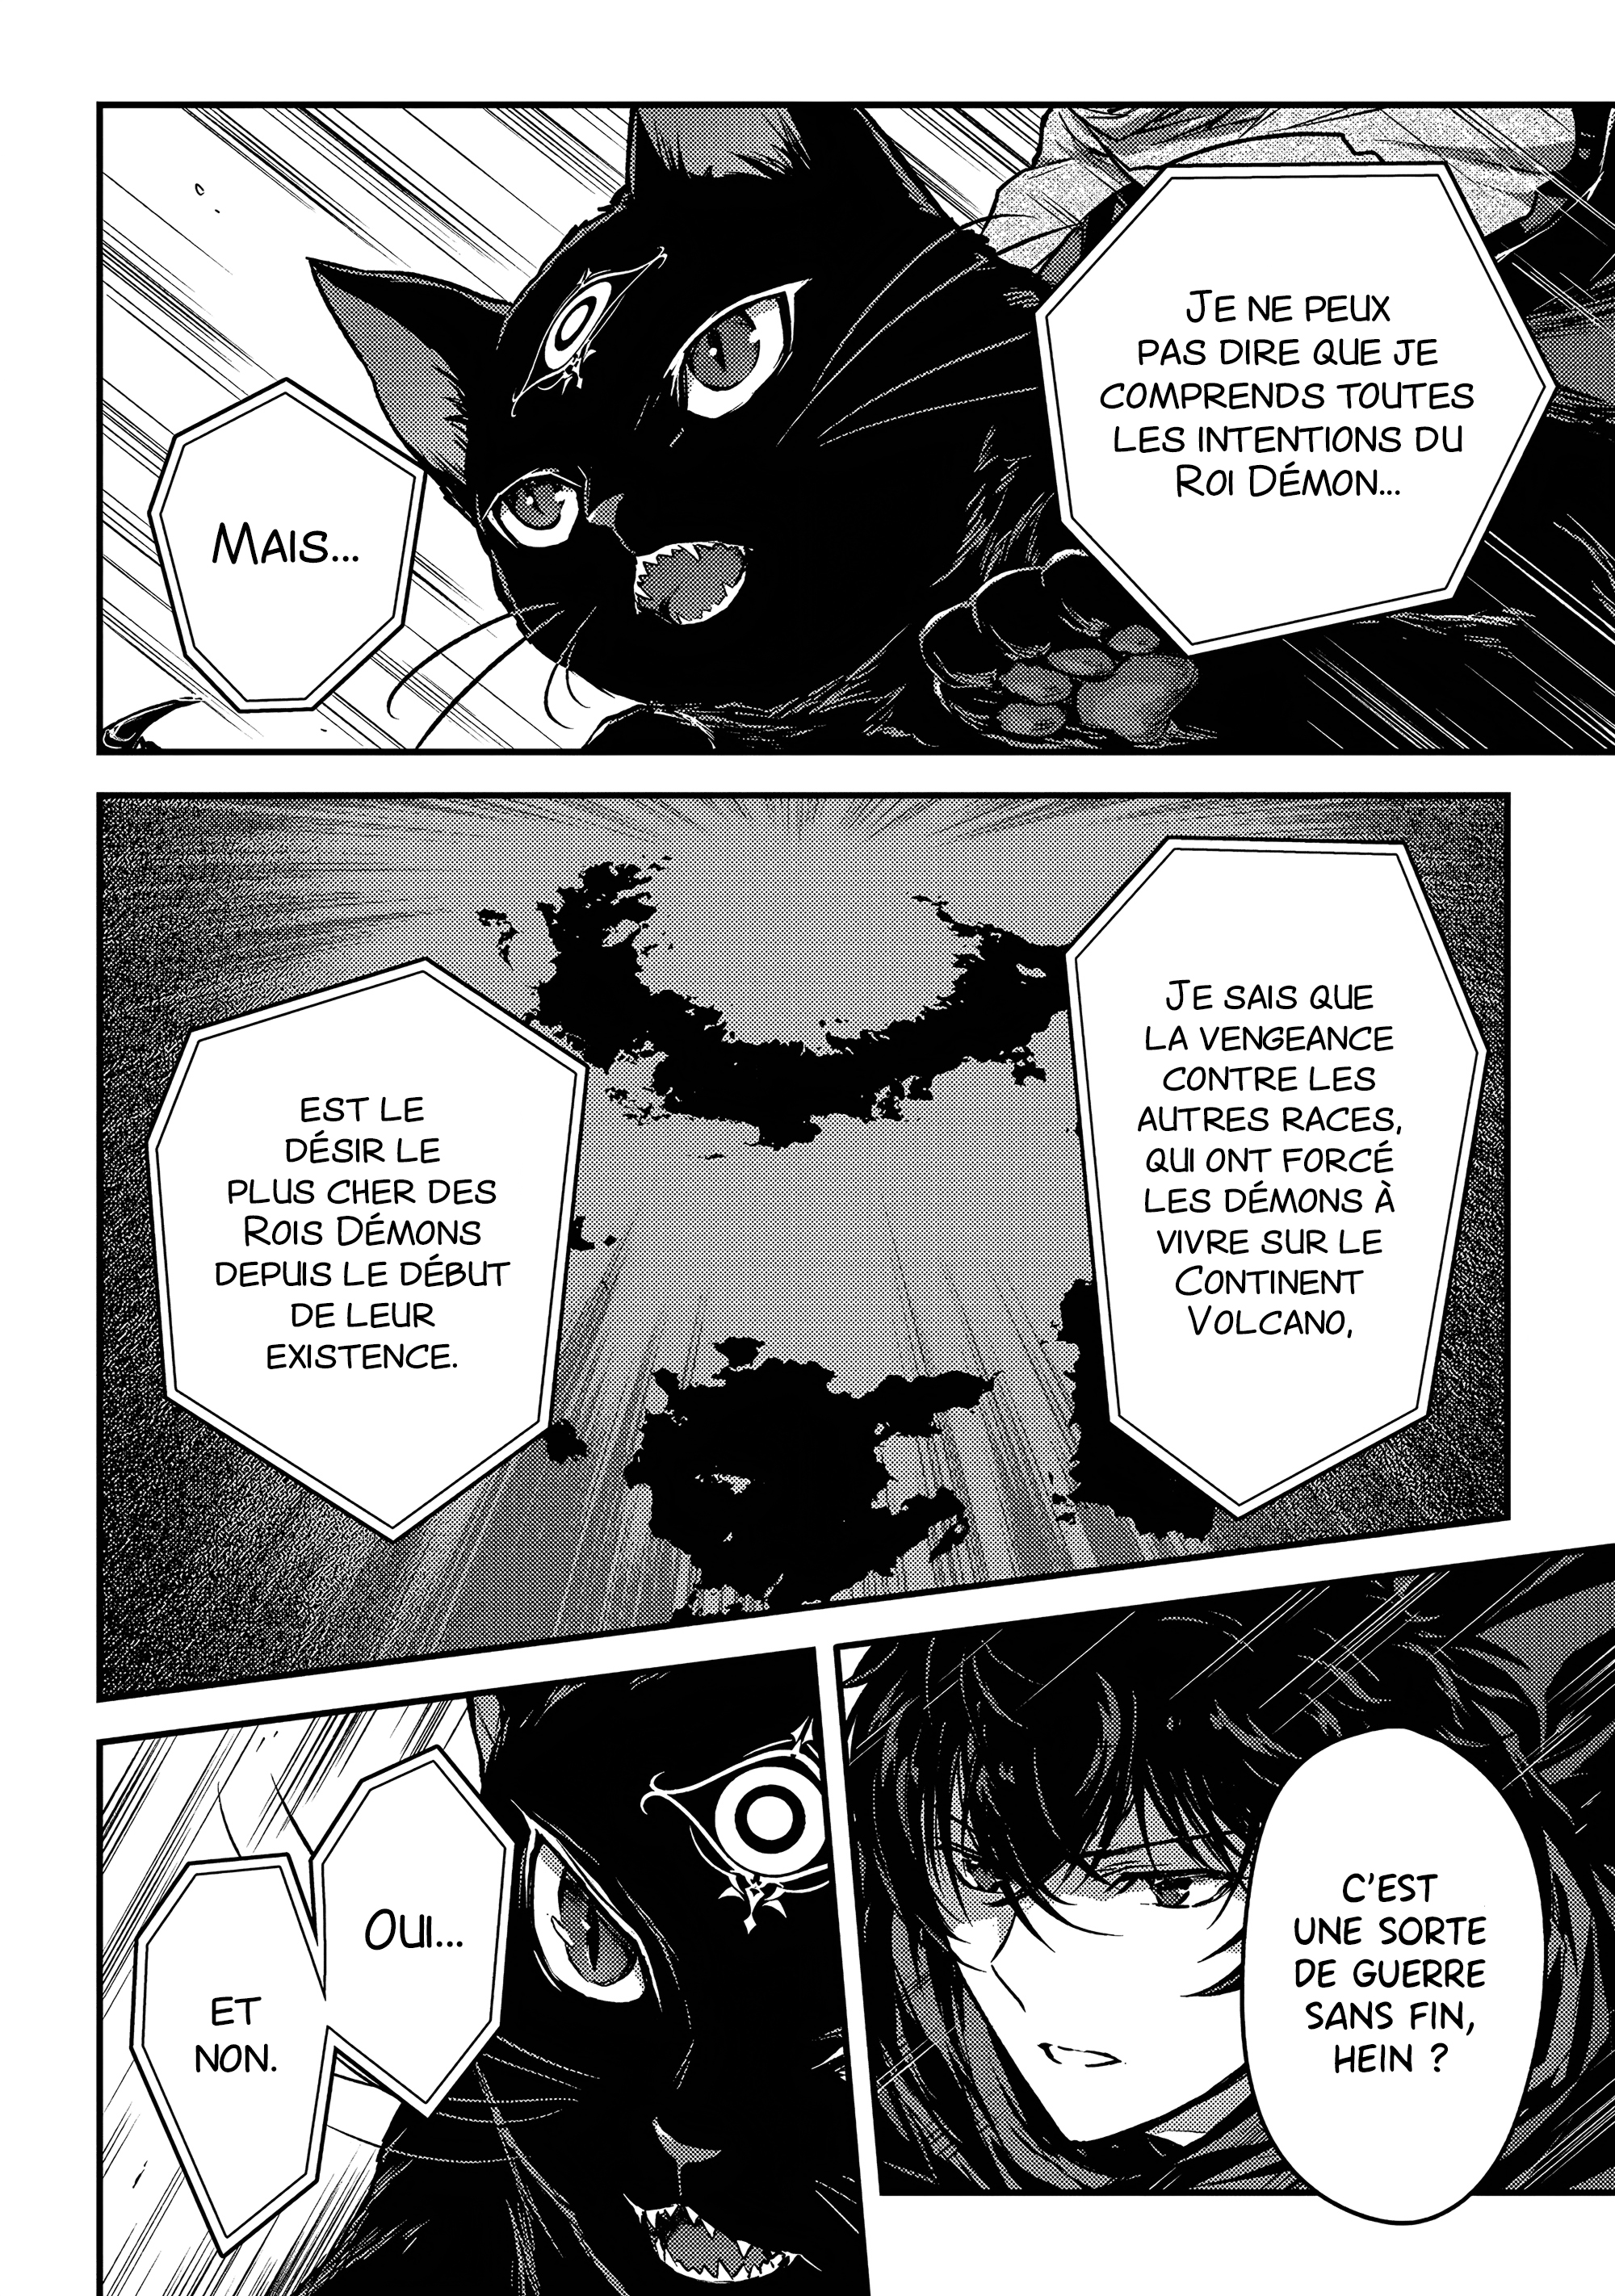 Je ne peux
pas dire que je
comprends toutes
les intentions du
Roi Démon...
Mais...
Je sais que
la vengeance
contre les
autres races,
qui ont forcé
les démons à
vivre sur le
Continent
Volcano,
est le
désir le
plus cher des
Rois Démons
depuis le début
de leur
existence.
C'est
une sorte
de guerre
sans fin,
hein ?
Oui...
et
non.